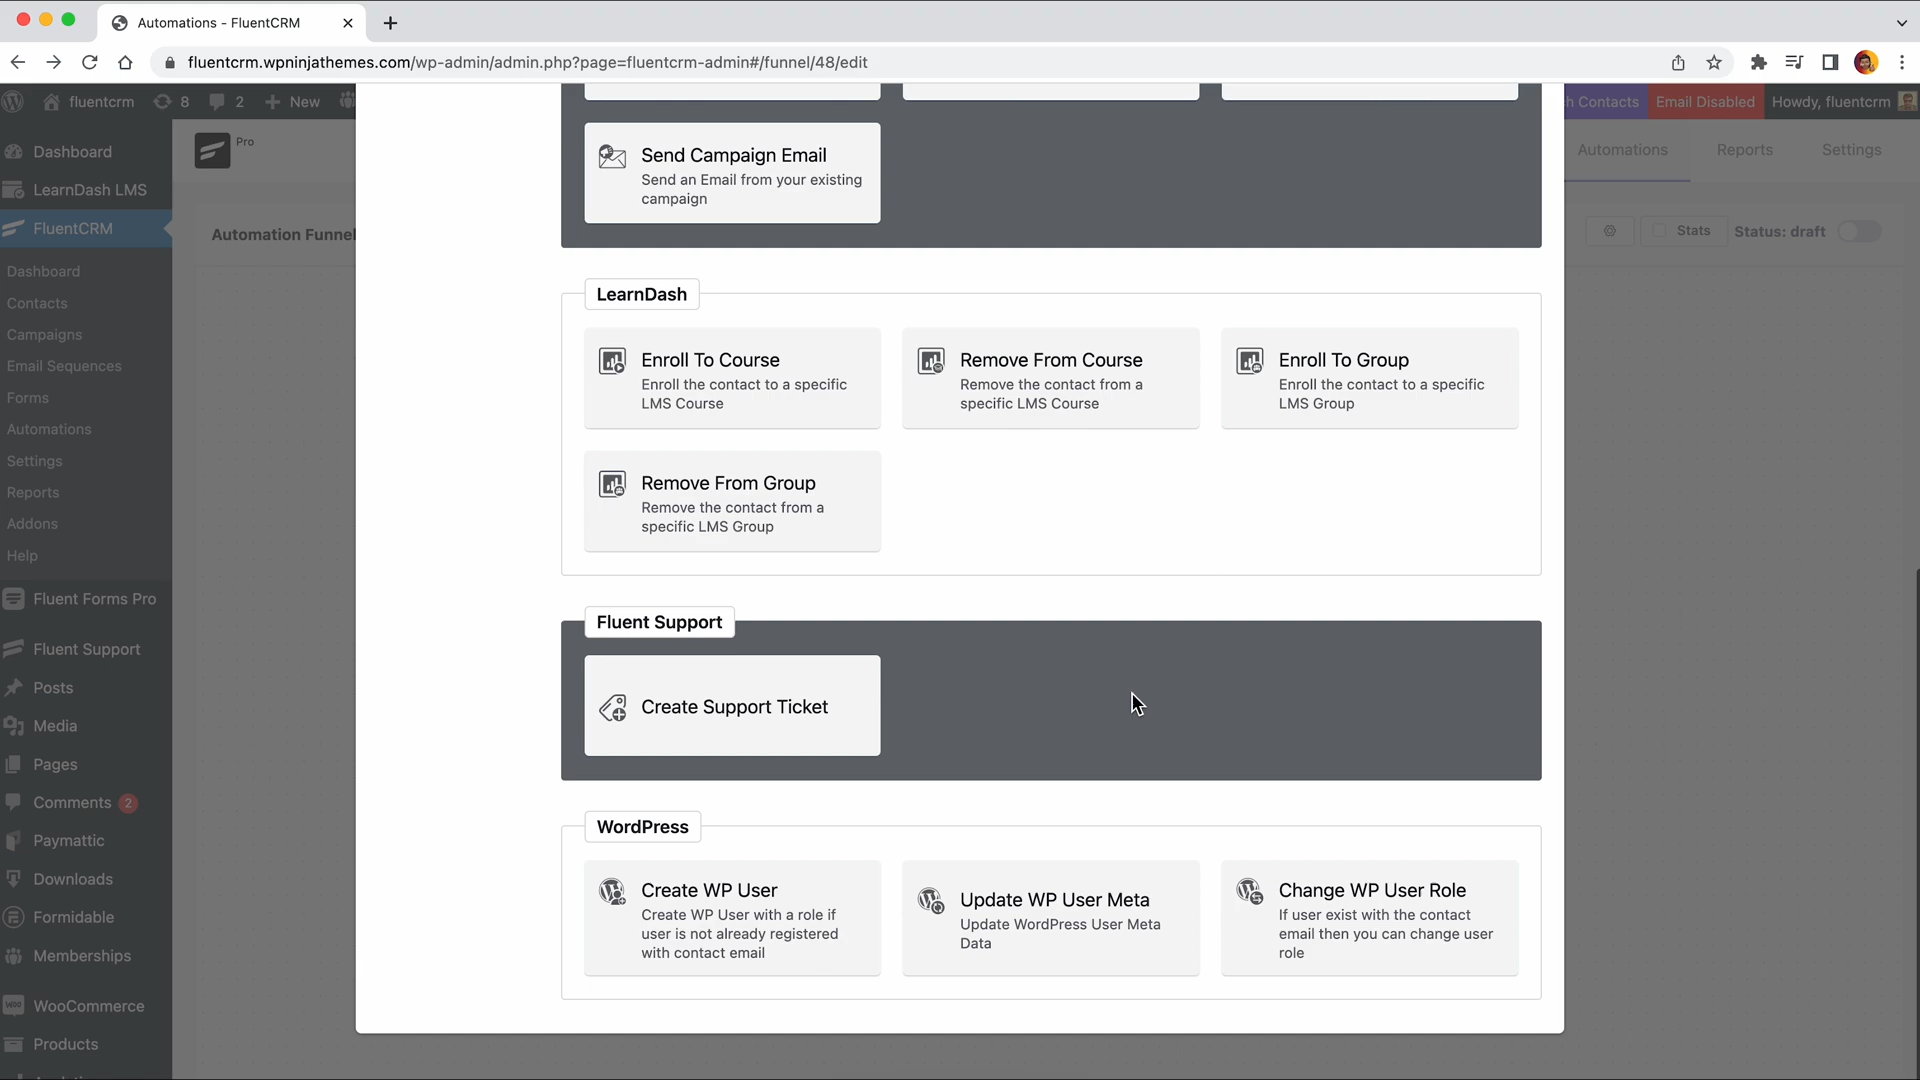 Automations - FluentCRM
fluentcrm.wpninjathemes.com/wp-admin/admin.php?page=fluentcrm-admin#/funnel/48/edit
fluentcrm
8
2
New
h Contacts
Email Disabled
Howdy, fluentcrm
Dashboard
LearnDash LMS
FluentCRM
Dashboard
Contacts
Campaigns
Email Sequences
Forms
Automations
Settings
Reports
Addons
Help
Fluent Forms Pro
Fluent Support
Posts
Media
Pages
Comments 2
Paymattic
Downloads
Formidable
Memberships
WooCommerce
Products
Pro
Automations
Reports
Settings
Automation Funnel
Stats
Status: draft
Send Campaign Email
Send an Email from your existing
campaign
LearnDash
Enroll To Course
Enroll the contact to a specific
LMS Course
Remove From Course
Remove the contact from a
specific LMS Course
Enroll To Group
Enroll the contact to a specific
LMS Group
Remove From Group
Remove the contact from a
specific LMS Group
Fluent Support
Create Support Ticket
WordPress
Create WP User
Create WP User with a role if
user is not already registered
with contact email
Update WP User Meta
Update WordPress User Meta
Data
Change WP User Role
If user exist with the contact
email then you can change user
role